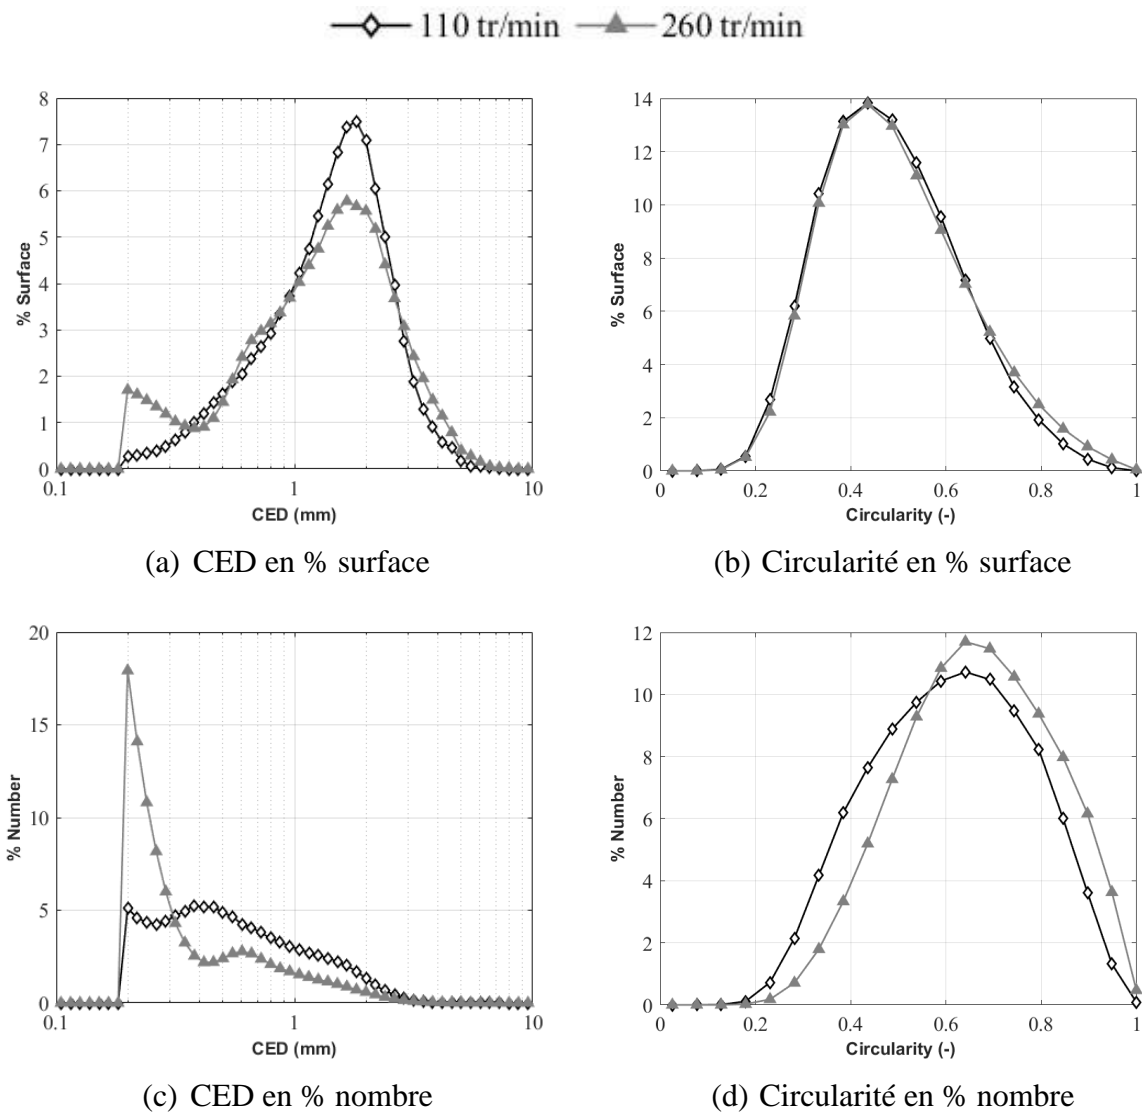 110 tr/min 260 tr/min
8
7
6
5
4
3
2
1
0
% Surface
0.1 1 10
CED (mm)
(a) CED en % surface
14
12
10
8
6
4
2
0
% Surface
0 0.2 0.4 0.6 0.8 1
Circularity (-)
(b) Circularité en % surface
20
15
10
5
0
% Number
0.1 1 10
CED (mm)
(c) CED en % nombre
12
10
8
6
4
2
0
% Number
0 0.2 0.4 0.6 0.8 1
Circularity (-)
(d) Circularité en % nombre